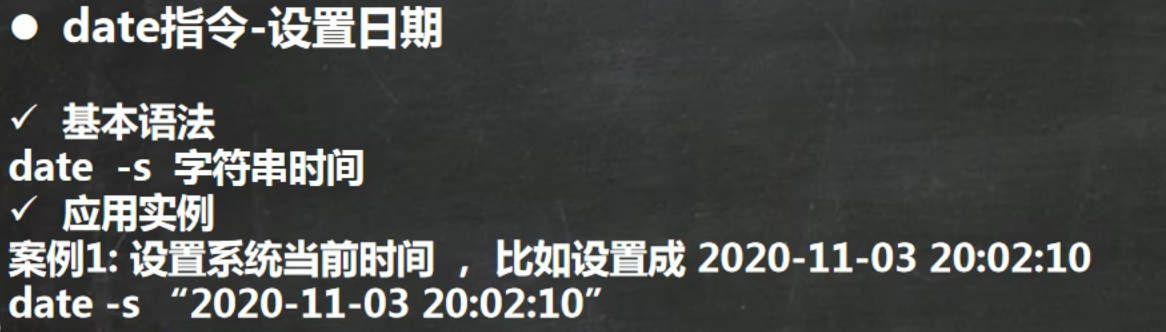 ● date指令-设置日期
✓ 基本语法
date -s 字符串时间
✓ 应用实例
案例1: 设置系统当前时间 ，比如设置成 2020-11-03 20:02:10
date -s “2020-11-03 20:02:10”